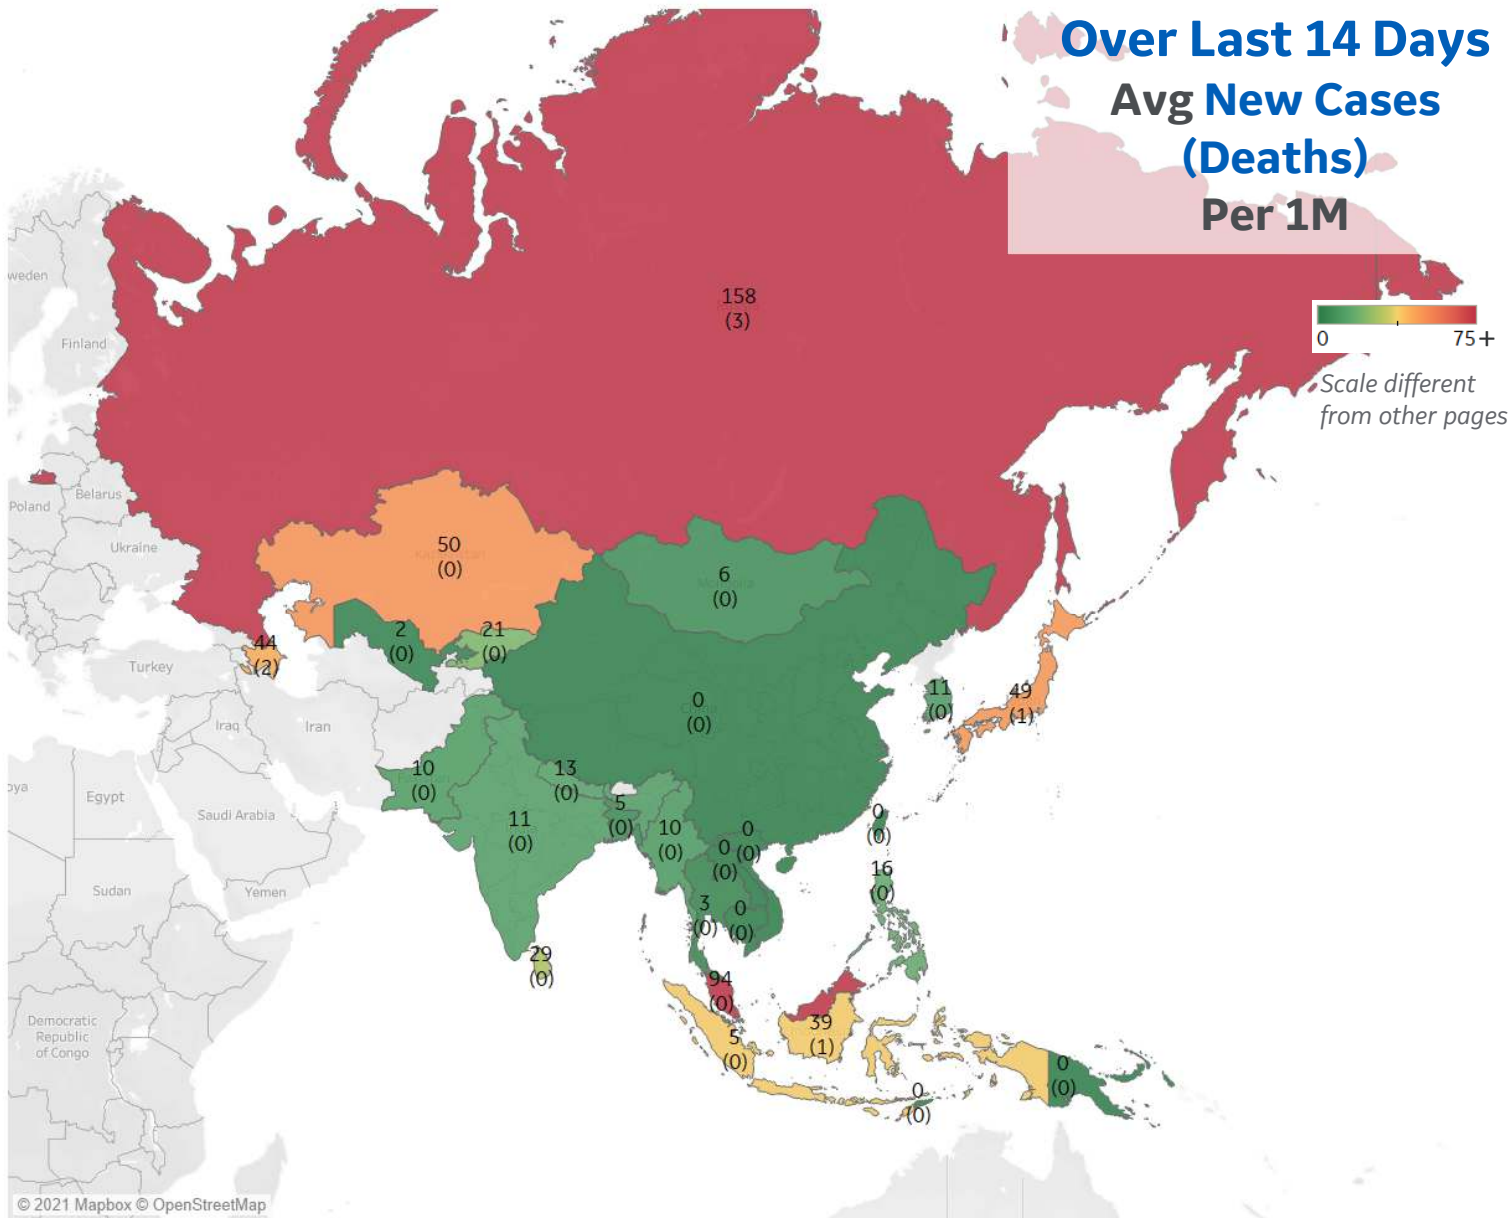 Over Last 14 Days
Avg New Cases
(Deaths)
Per 1M
0 75+
Scale different
from other pages
weden
Finland
158
(3)
Poland
Belarus
Ukraine
50
(0)
6
(0)
44
(2)
2
(0)
21
(0)
Turkey
Iraq
Iran
0
(0)
11
(0)
49
(1)
oya
Egypt
Saudi Arabia
10
(0)
13
(0)
11
(0)
5
(0)
10
(0)
0
(0)
0
(0)
0
(0)
16
(0)
Sudan
Yemen
3
(0)
0
(0)
29
(0)
94
(0)
39
(1)
5
(0)
Democratic
Republic
of Congo
0
(0)
0
(0)
© 2021 Mapbox © OpenStreetMap